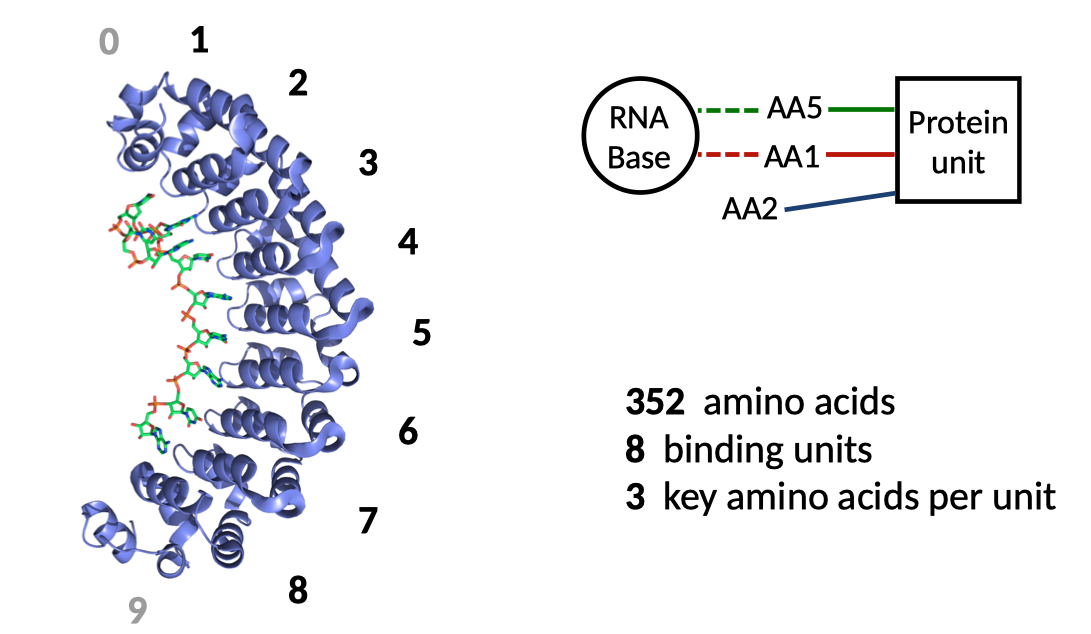 0
1
2
3
4
5
6
7
8
9
RNA
Base
AA5
AA1
AA2
Protein
unit
352 amino acids
8 binding units
3 key amino acids per unit